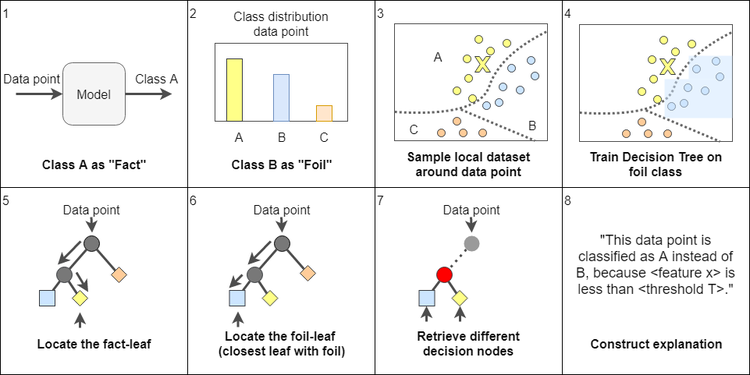 1
Data point
Model
Class A
Class A as "Fact"
2
Class distribution
data point
A
B
C
Class B as "Foil"
3
A
B
C
Sample local dataset
around data point
4
Train Decision Tree on
foil class
5
Data point
Locate the fact-leaf
6
Data point
Locate the foil-leaf
(closest leaf with foil)
7
Data point
Retrieve different
decision nodes
8
"This data point is
classified as A instead of
B, because <feature x> is
less than <threshold T>."
Construct explanation